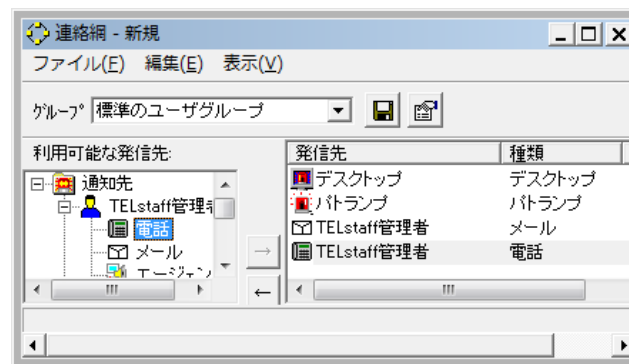 連絡網 - 新規
ファイル(F) 編集(E) 表示(V)
グループ 標準のユーザグループ
利用可能な発信先:
通知先
TELstaff管理
電話
メール
発信先 種類
デスクトップ デスクトップ
パトランプ パトランプ
TELstaff管理者 メール
TELstaff管理者 電話